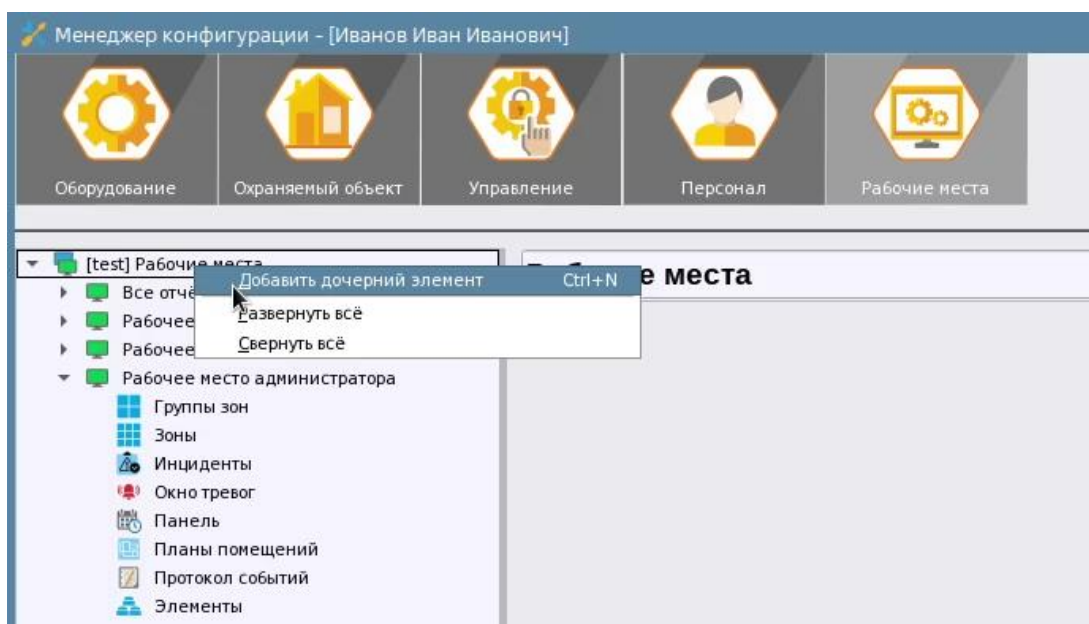 Менеджер конфигурации - [Иванов Иван Иванович]
Оборудование Охраняемый объект Управление Персонал Рабочие места
[test] Рабочие места
Добавить дочерний элемент Ctrl+N
е места
Все отчё
Развернуть всё
Рабочее
Свернуть всё
Рабочее
Рабочее место администратора
Группы зон
Зоны
Инциденты
Окно тревог
Панель
Планы помещений
Протокол событий
Элементы